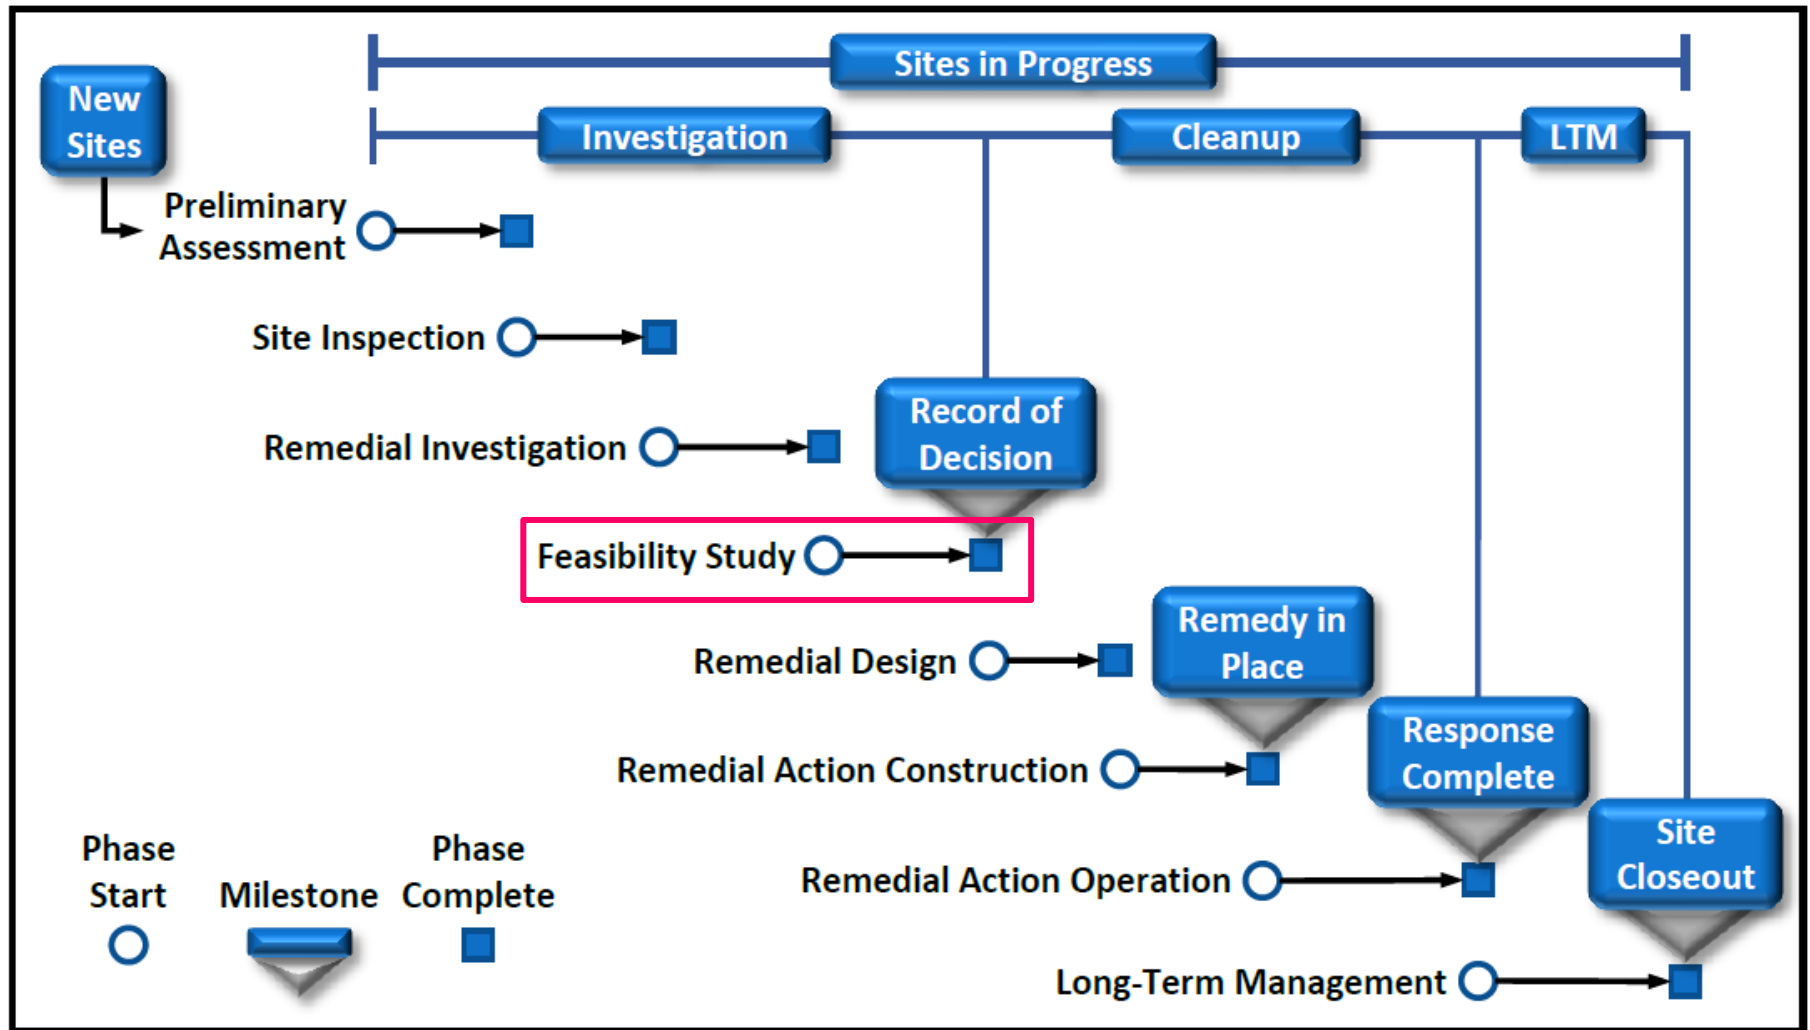 Sites in Progress
New
Sites
Investigation
Cleanup
LTM
Preliminary
Assessment
Site Inspection
Record of
Decision
Remedial Investigation
Feasibility Study
Remedy in
Place
Remedial Design
Response
Complete
Remedial Action Construction
Site
Closeout
Remedial Action Operation
Long-Term Management
Phase
Start
Milestone
Phase
Complete